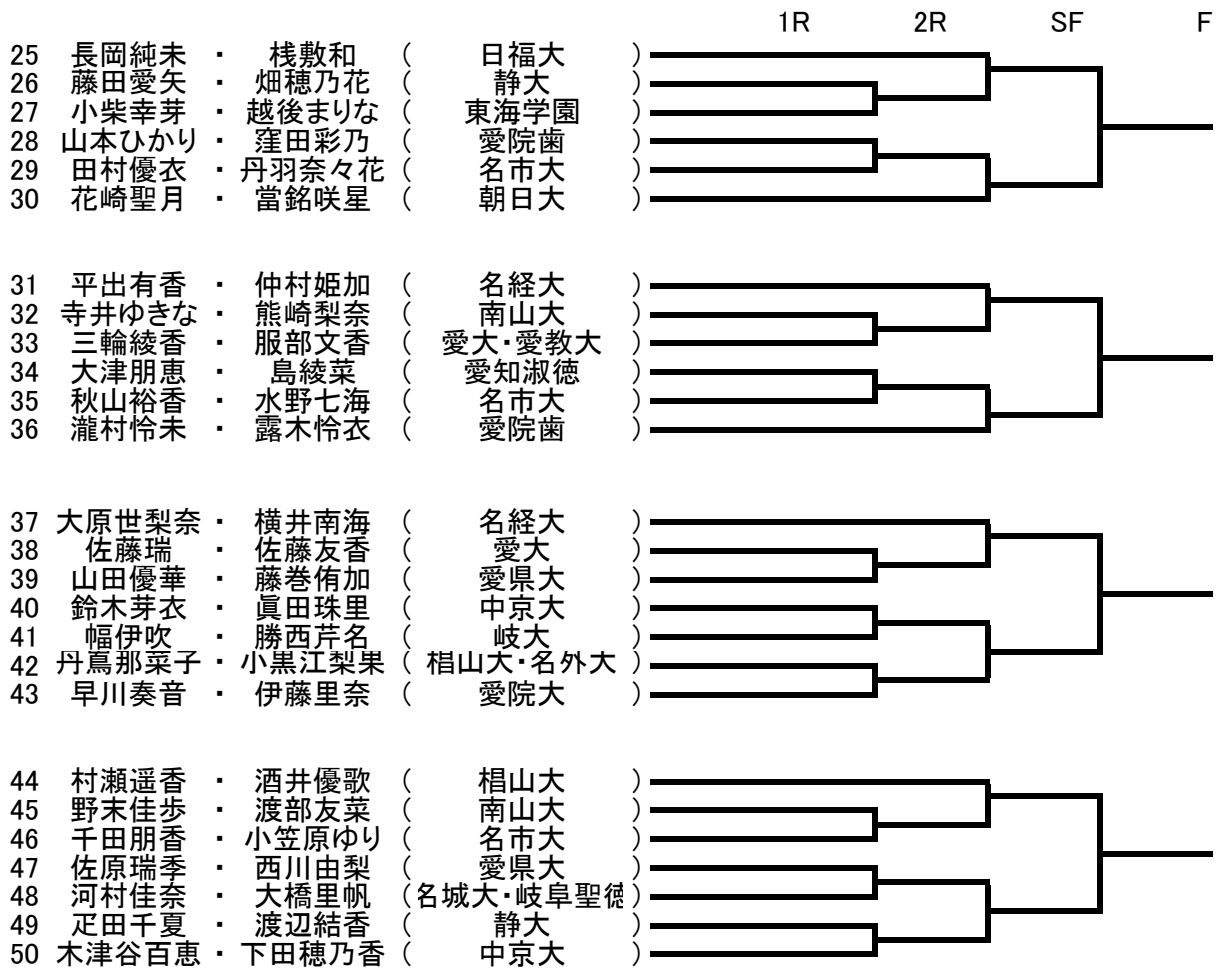 1R 2R SF F
25 長岡純未 ・ 桟敷和 ( 日福大 )
26 藤田愛矢 ・ 畑穂乃花 ( 静大 )
27 小柴幸芽 ・ 越後まりな ( 東海学園 )
28 山本ひかり ・ 窪田彩乃 ( 愛院歯 )
29 田村優衣 ・ 丹羽奈々花 ( 名市大 )
30 花崎聖月 ・ 當銘咲星 ( 朝日大 )
31 平出有香 ・ 仲村姫加 ( 名経大 )
32 寺井ゆきな ・ 熊崎梨奈 ( 南山大 )
33 三輪綾香 ・ 服部文香 ( 愛大・愛教大 )
34 大津朋恵 ・ 島綾菜 ( 愛知淑徳 )
35 秋山裕香 ・ 水野七海 ( 名市大 )
36 瀧村怜未 ・ 露木怜衣 ( 愛院歯 )
37 大原世梨奈 ・ 横井南海 ( 名経大 )
38 佐藤瑞 ・ 佐藤友香 ( 愛大 )
39 山田優華 ・ 藤巻侑加 ( 愛県大 )
40 鈴木芽衣 ・ 眞田珠里 ( 中京大 )
41 幅伊吹 ・ 勝西芹名 ( 岐大 )
42 丹蔦那菜子 ・ 小黒江梨果 ( 椙山大・名外大 )
43 早川奏音 ・ 伊藤里奈 ( 愛院大 )
44 村瀬遥香 ・ 酒井優歌 ( 椙山大 )
45 野末佳歩 ・ 渡部友菜 ( 南山大 )
46 千田朋香 ・ 小笠原ゆり ( 名市大 )
47 佐原瑞季 ・ 西川由梨 ( 愛県大 )
48 河村佳奈 ・ 大橋里帆 ( 名城大・岐阜聖徳 )
49 疋田千夏 ・ 渡辺結香 ( 静大 )
50 木津谷百恵 ・ 下田穂乃香 ( 中京大 )